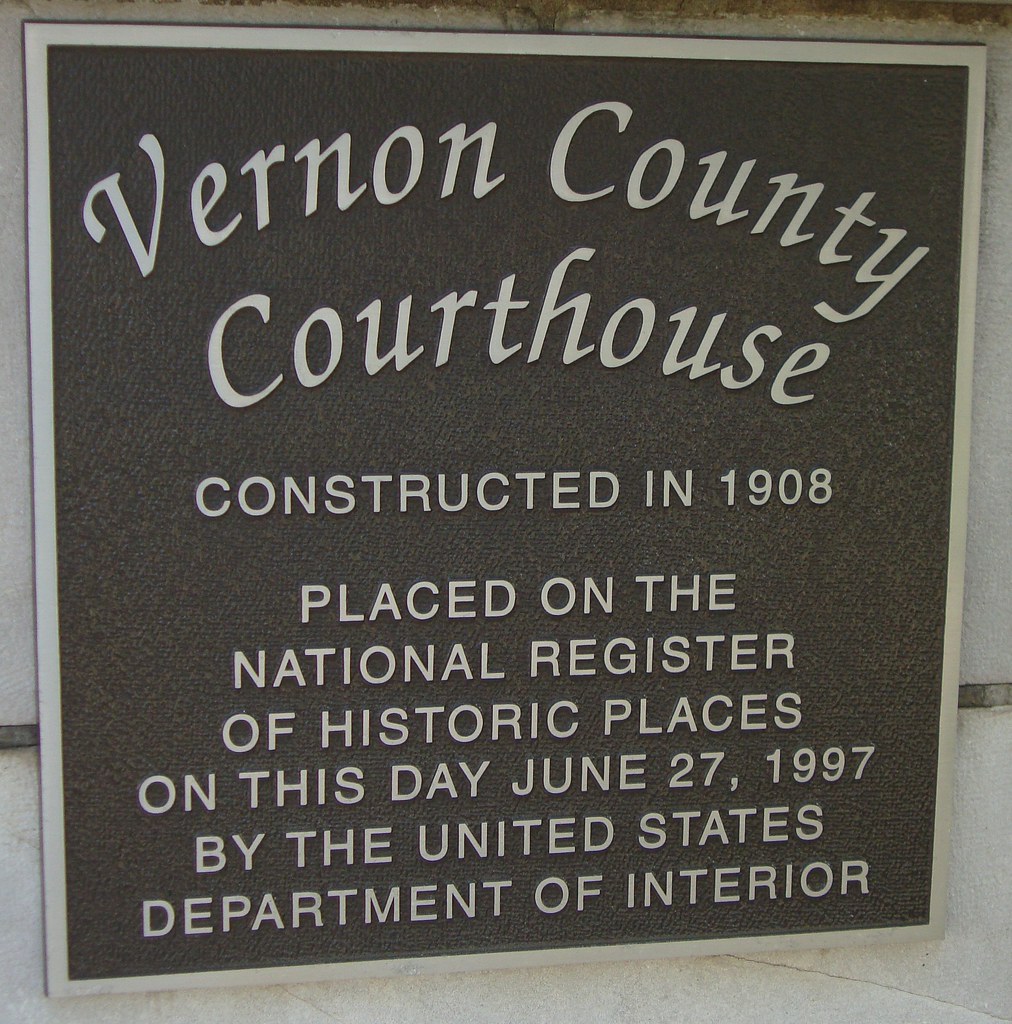 Vernon County
Courthouse
CONSTRUCTED IN 1908
PLACED ON THE
NATIONAL REGISTER
OF HISTORIC PLACES
ON THIS DAY JUNE 27, 1997
BY THE UNITED STATES
DEPARTMENT OF INTERIOR